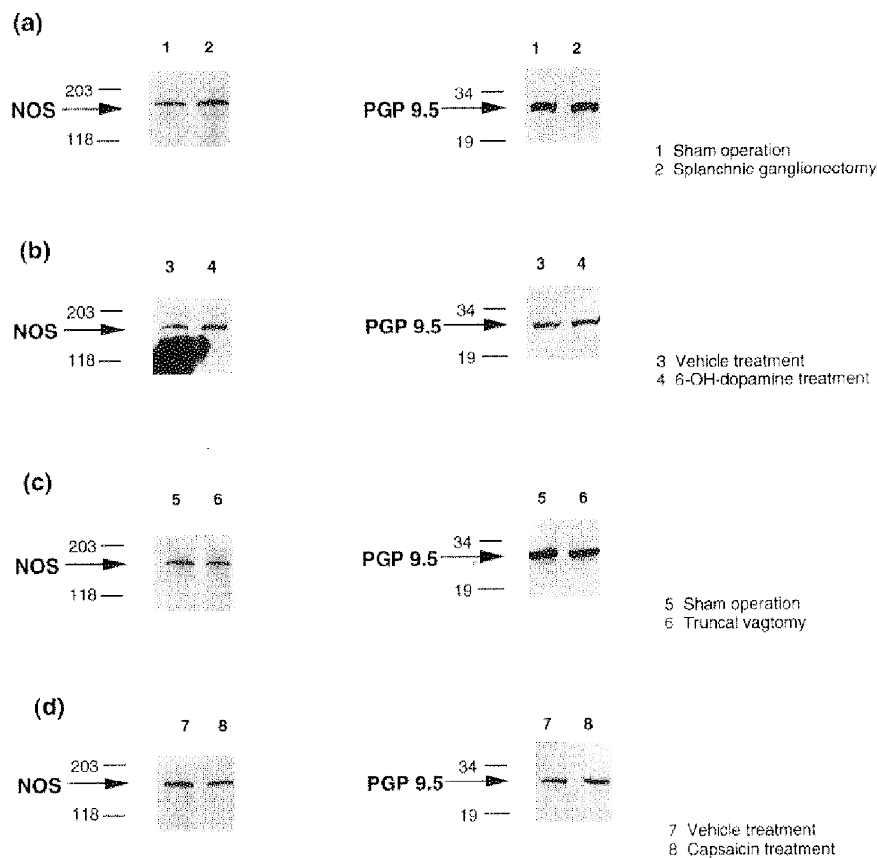 (a)
1 2
203
NOS
118
1 2
34
PGP 9.5
19
1 Sham operation
2 Splanchnic ganglionectomy
(b)
3 4
203
NOS
118
3 4
34
PGP 9.5
19
3 Vehicle treatment
4 6-OH-dopamine treatment
(c)
5 6
203
NOS
118
5 6
34
PGP 9.5
19
5 Sham operation
6 Truncal vagtomy
(d)
7 8
203
NOS
118
7 8
34
PGP 9.5
19
7 Vehicle treatment
8 Capsaicin treatment